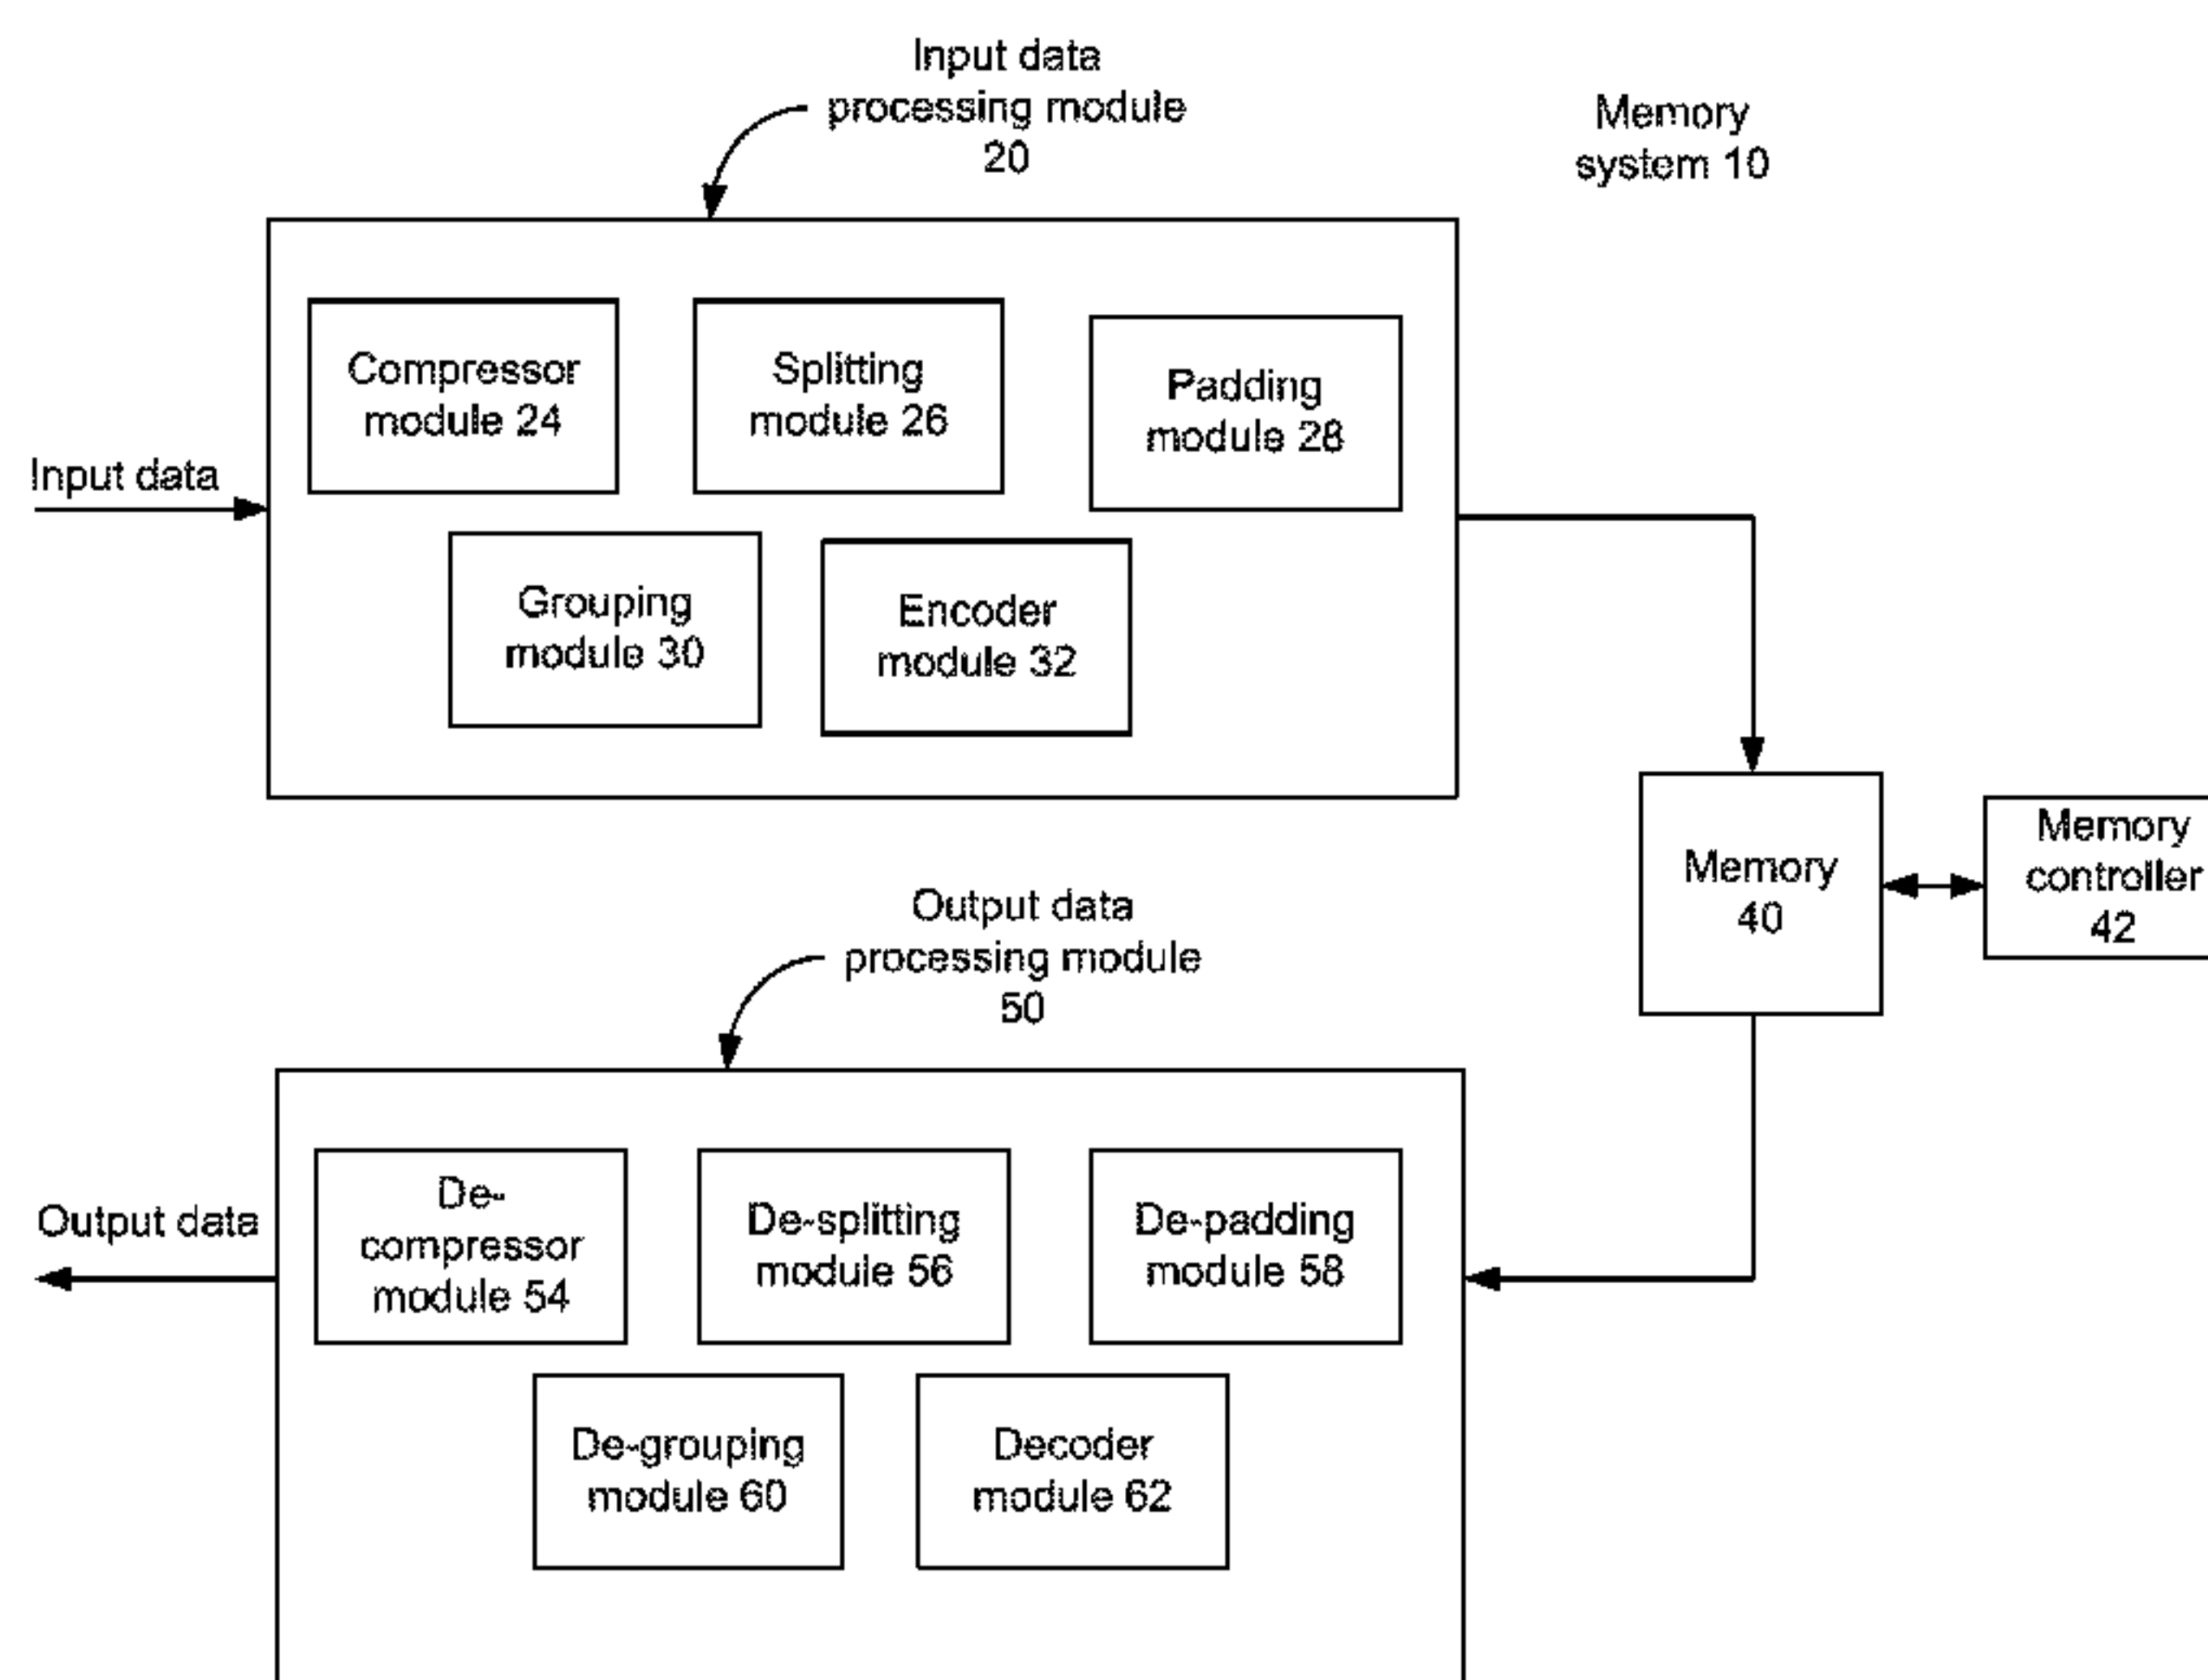 Input data
processing module
20
Memory
system 10
Compressor
module 24
Splitting
module 26
Padding
module 28
Input data
Grouping
module 30
Encoder
module 32
Memory
40
Memory
controller
42
Output data
processing module
50
De-
compressor
module 54
De-splitting
module 56
De-padding
module 58
Output data
De-grouping
module 60
Decoder
module 62